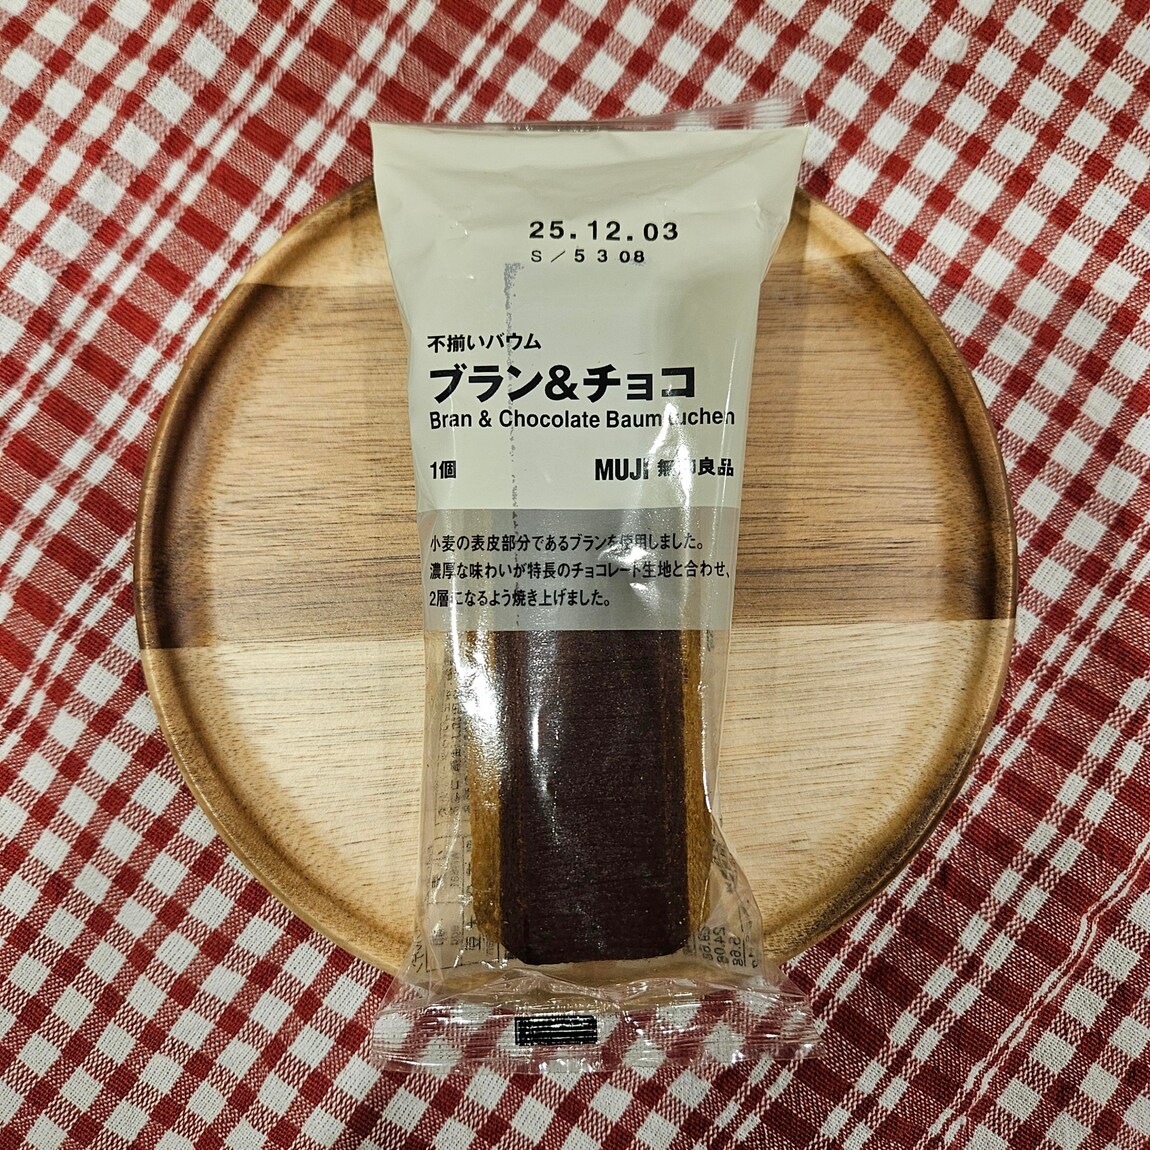 25.12.03
S／5 3 08
不揃いバウム
ブラン&チョコ
Bran & Chocolate Baumkuchen
1個
MUJI 無印良品
小麦の表皮部分であるブランを使用しました。
濃厚な味わいが特長のチョコレート生地と合わせ、
2層になるよう焼き上げました。